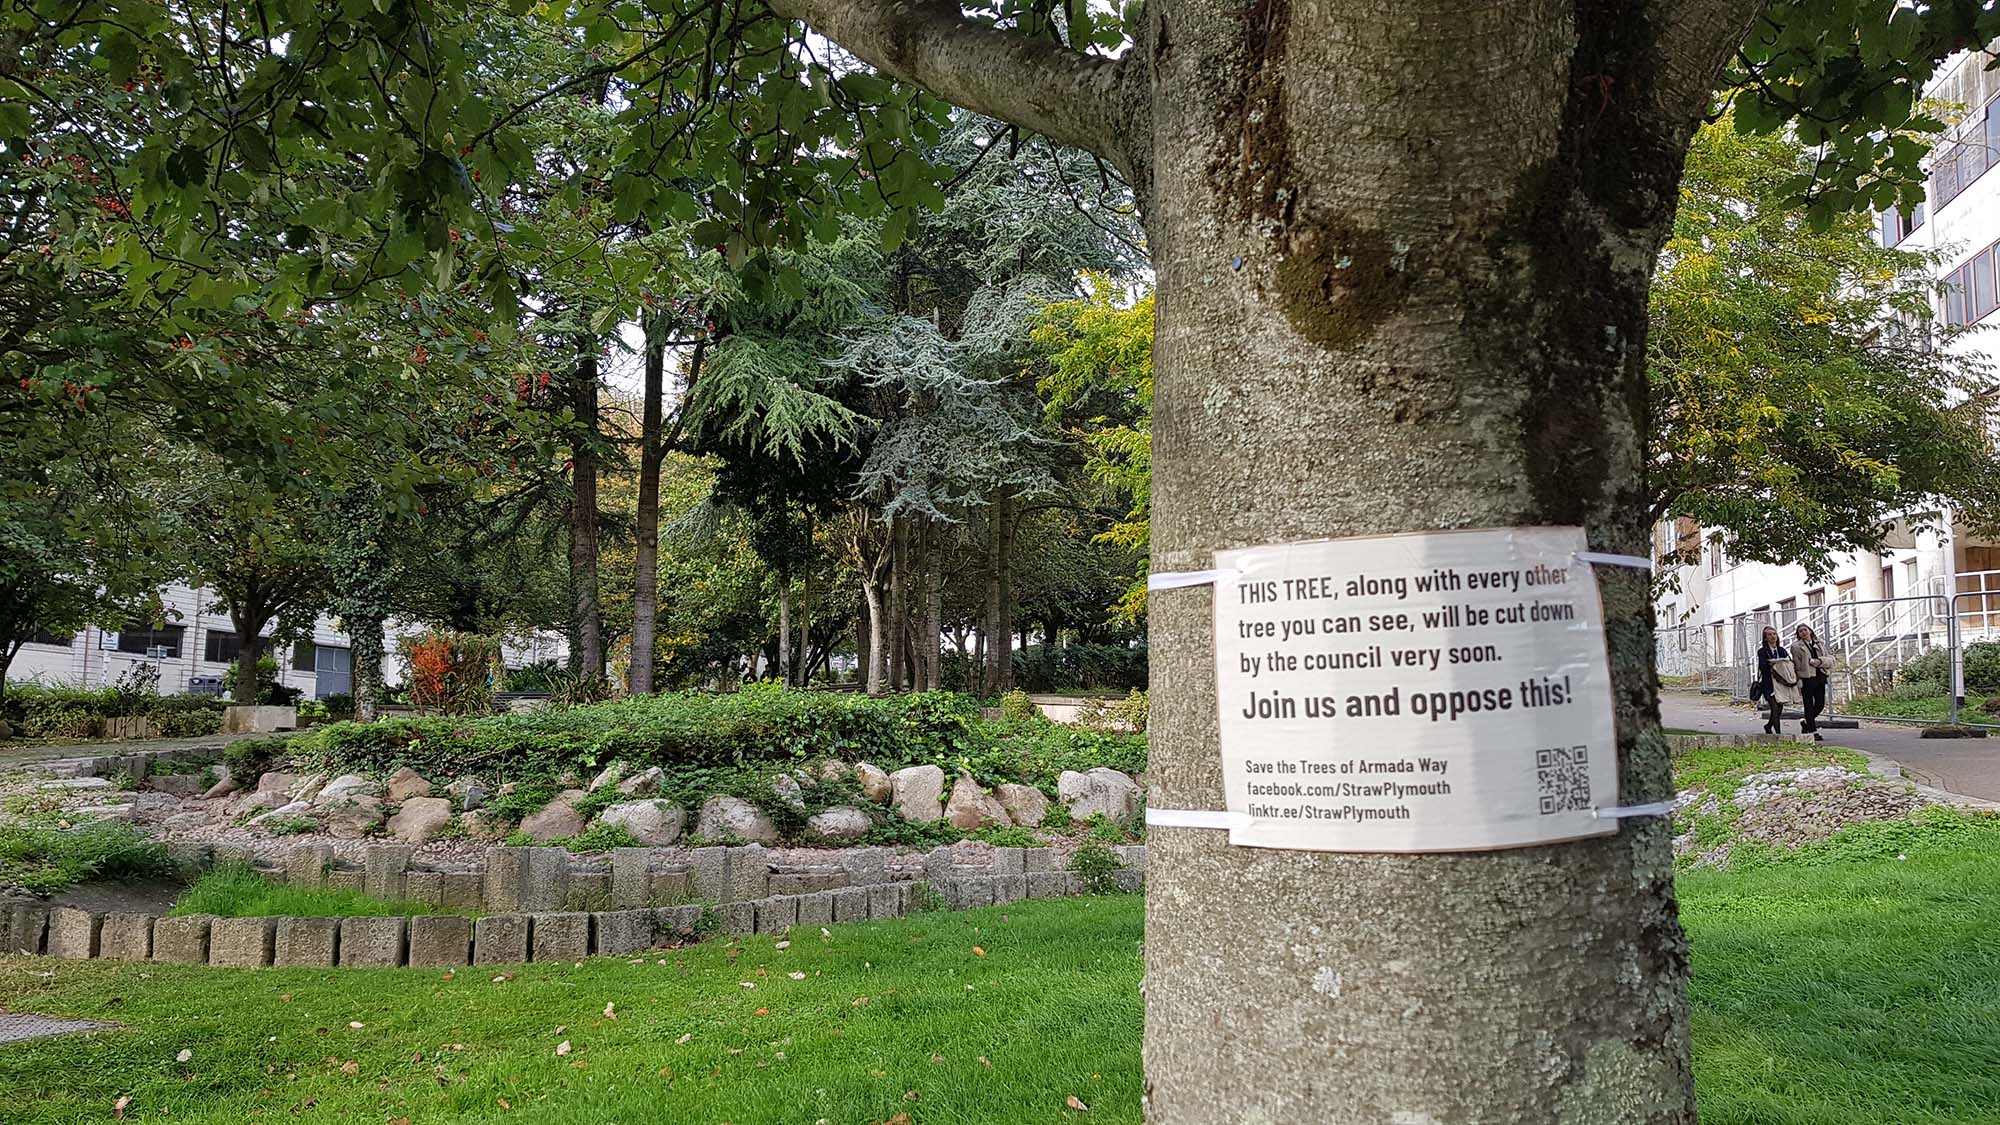 THIS TREE, along with every other
tree you can see, will be cut down
by the council very soon.
Join us and oppose this!
Save the Trees of Armada Way
facebook.com/StrawPlymouth
linktr.ee/StrawPlymouth